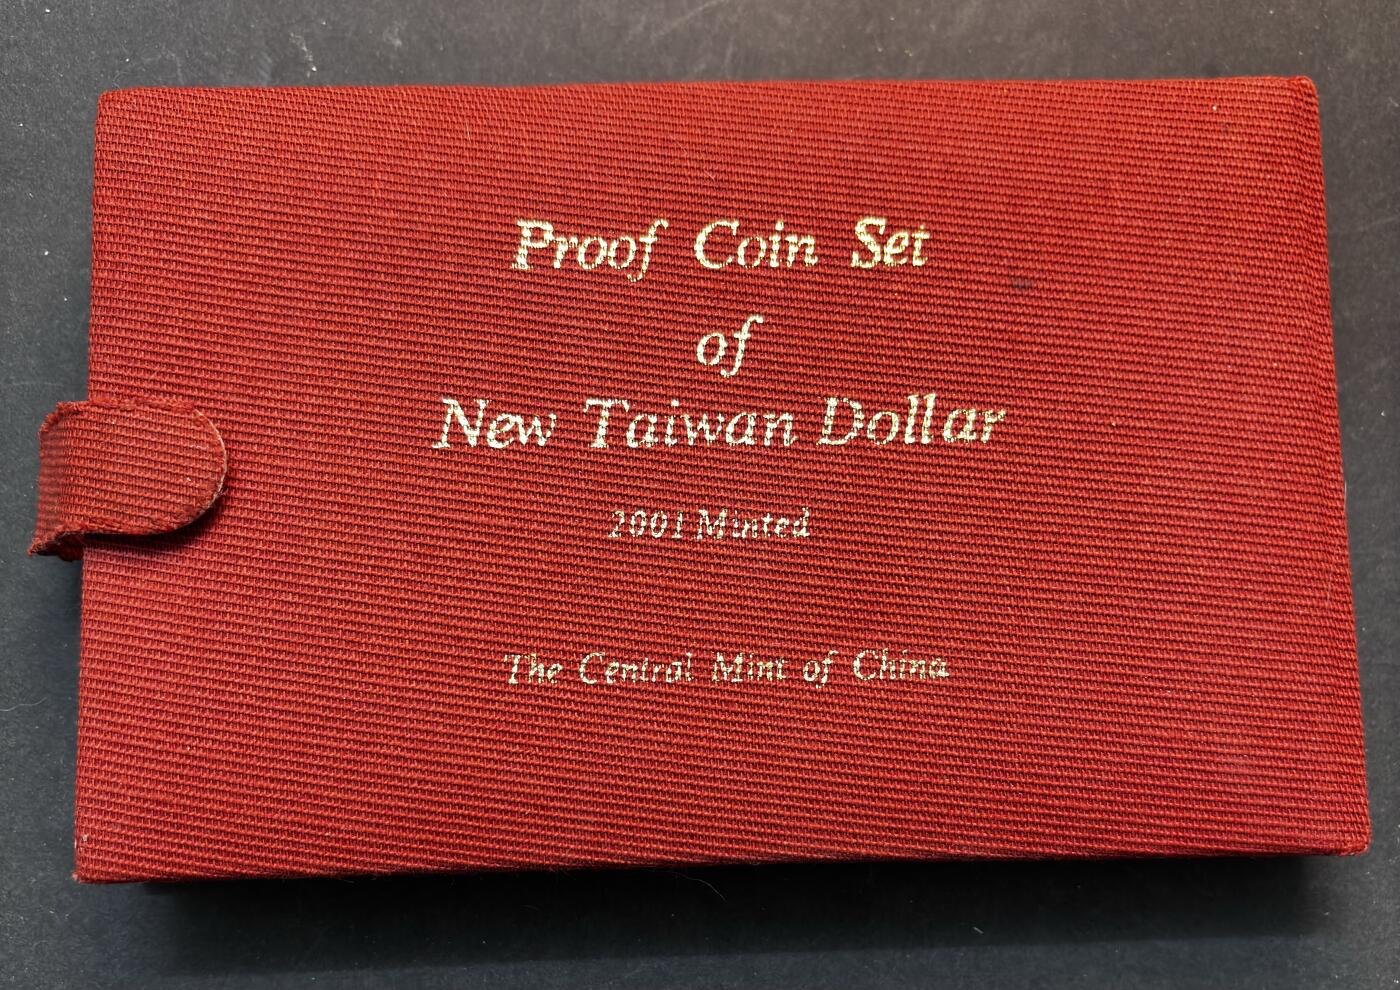 Proof Coin Set
of
New Taiwan Dollar
2001 Minted
The Central Mint of China